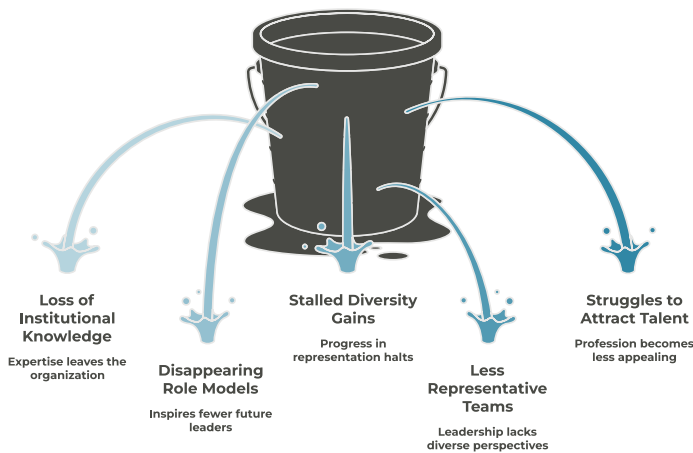 Loss of
Institutional
Knowledge
Expertise leaves the
organization
Disappearing
Role Models
Inspires fewer future
leaders
Stalled Diversity
Gains
Progress in
representation halts
Less
Representative
Teams
Leadership lacks
diverse perspectives
Struggles to
Attract Talent
Profession becomes
less appealing